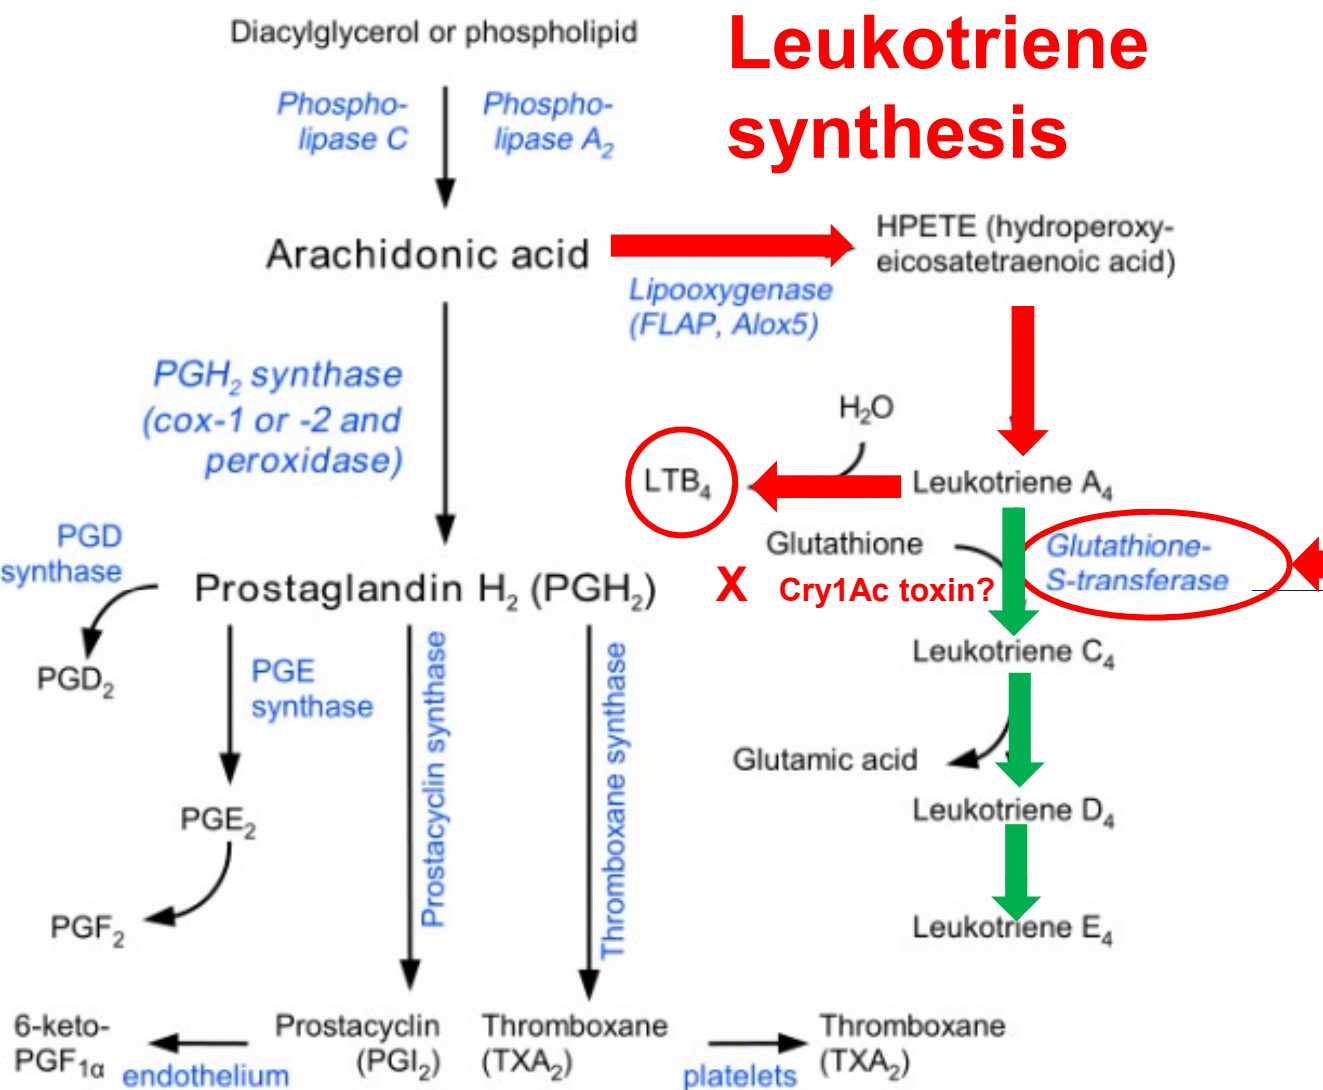 Diacylglycerol or phospholipid
Leukotriene
synthesis
Phospho-
lipase C
Phospho-
lipase A2
Arachidonic acid
HPETE (hydroperoxy-
eicosatetraenoic acid)
Lipooxygenase
(FLAP, Alox5)
PGH2 synthase
(cox-1 or -2 and
peroxidase)
H2O
LTB4
Leukotriene A4
Glutathione
Glutathione-
S-transferase
X Cry1Ac toxin?
PGD
synthase
Prostaglandin H2 (PGH2)
Leukotriene C4
PGD2
PGE
synthase
Prostacyclin synthase
Thromboxane synthase
Glutamic acid
Leukotriene D4
PGE2
PGF2
Leukotriene E4
6-keto-
PGF1α
endothelium
Prostacyclin
(PGI2)
Thromboxane
(TXA2)
platelets
Thromboxane
(TXA2)